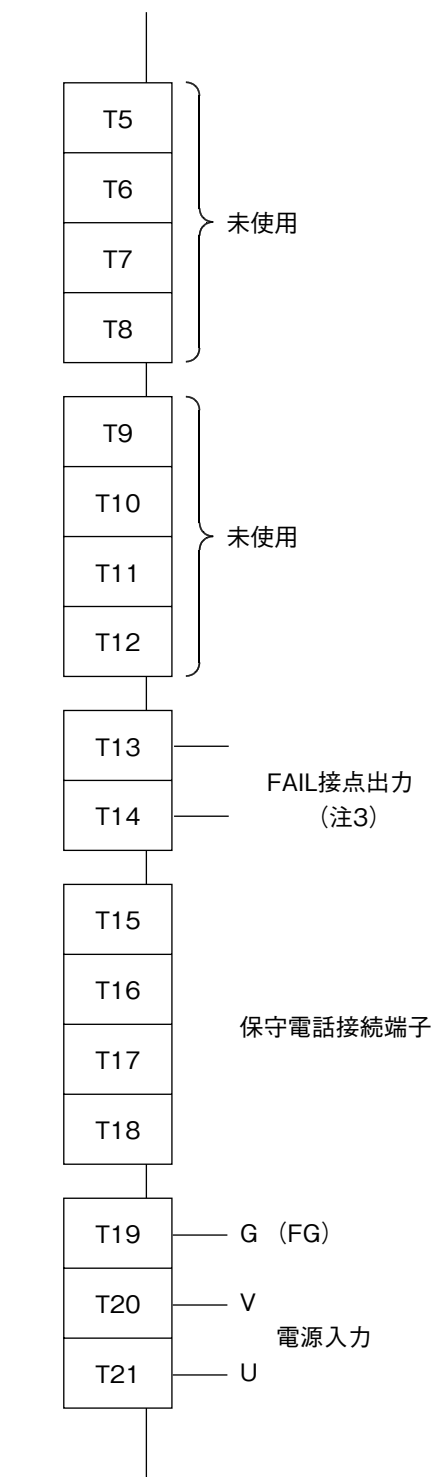 T5
T6
未使用
T7
T8
T9
T10
未使用
T11
T12
T13
FAIL接点出力
T14
（注3）
T15
T16
保守電話接続端子
T17
T18
T19
G （FG）
T20
V
電源入力
T21
U